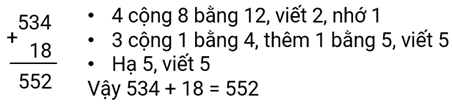 534
+
18
552
• 4 cộng 8 bằng 12, viết 2, nhớ 1
• 3 cộng 1 bằng 4, thêm 1 bằng 5, viết 5
• Hạ 5, viết 5
Vậy 534 + 18 = 552